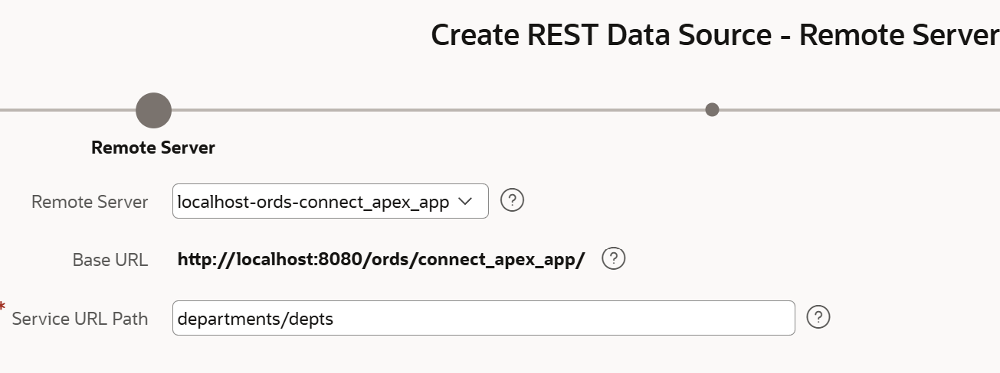 Create REST Data Source - Remote Server
Remote Server
Remote Server localhost-ords-connect_apex_app ?
Base URL http://localhost:8080/ords/connect_apex_app/ ?
* Service URL Path departments/depts ?